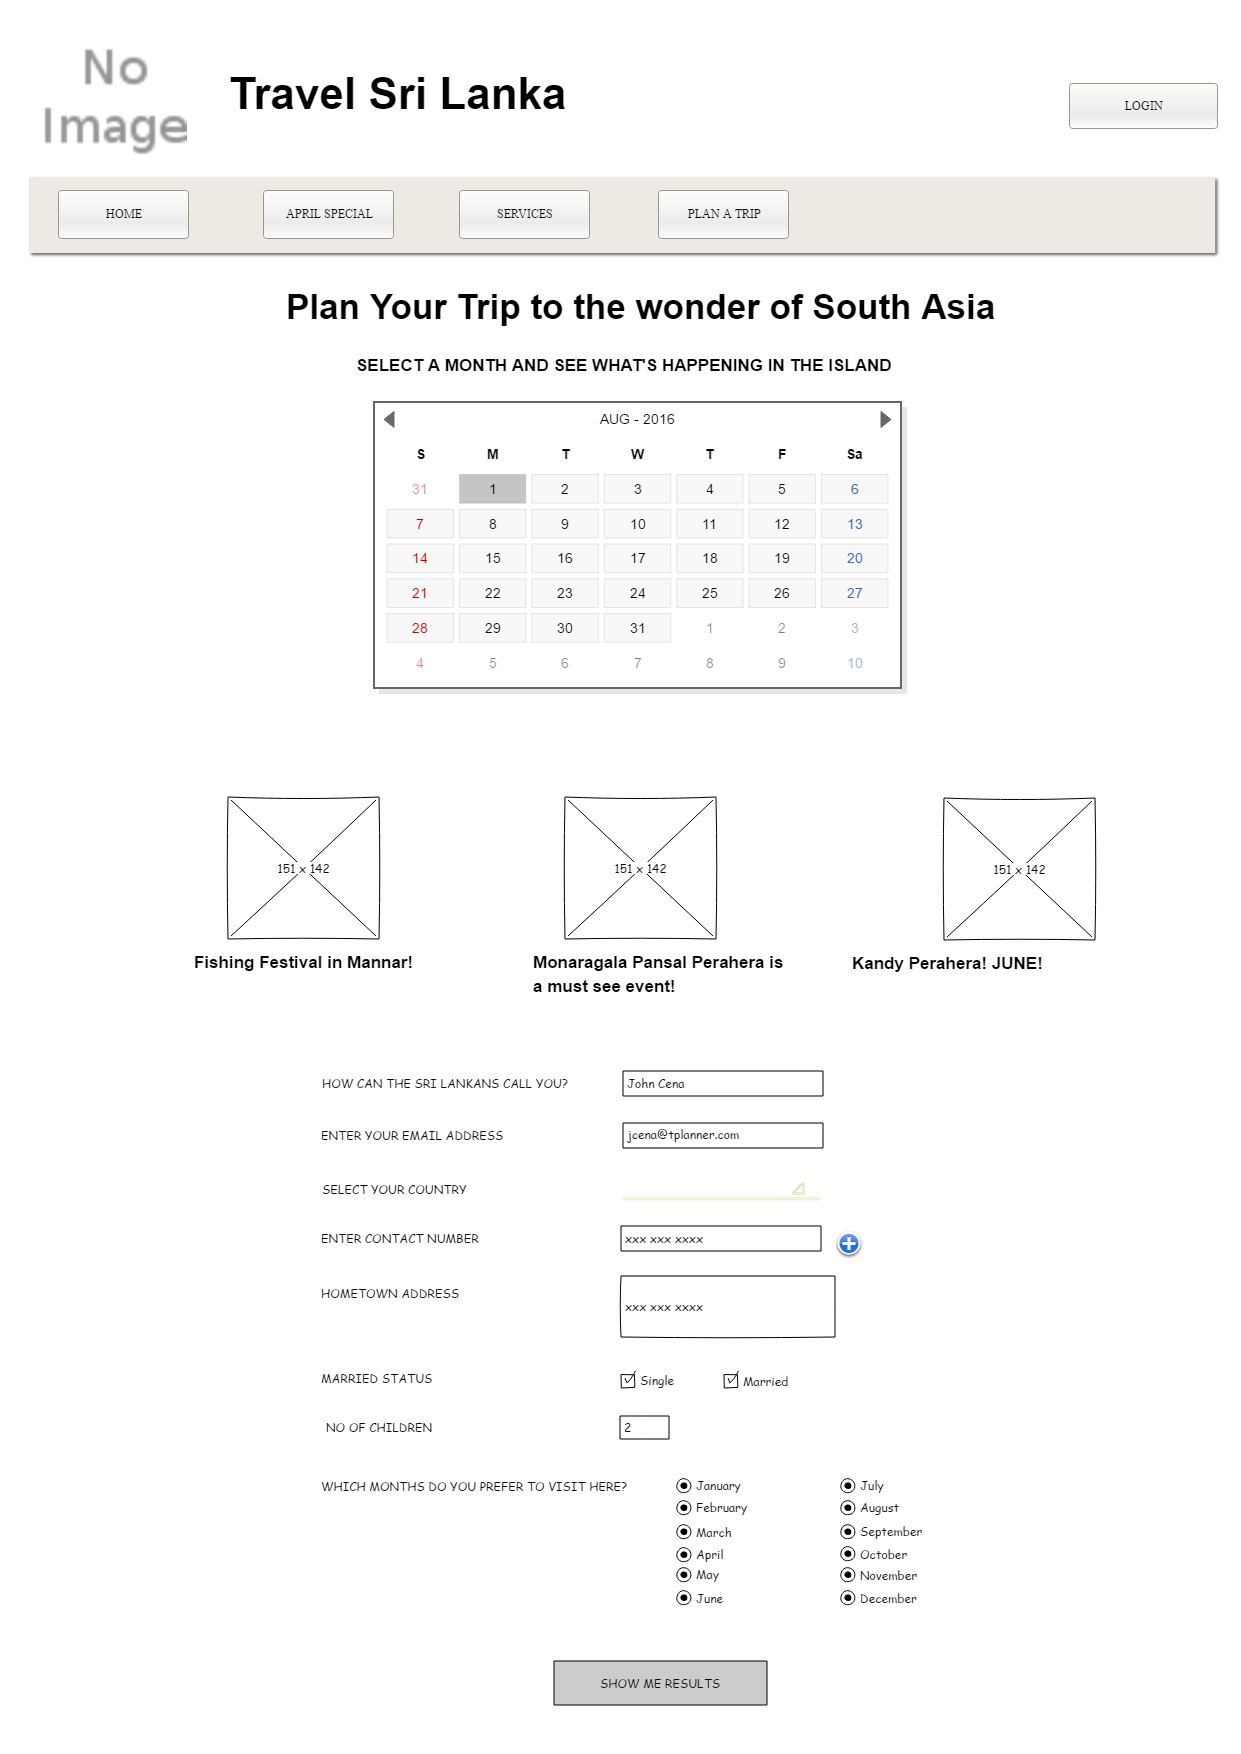 No
Image
Travel Sri Lanka
LOGIN
HOME
APRIL SPECIAL
SERVICES
PLAN A TRIP
Plan Your Trip to the wonder of South Asia
SELECT A MONTH AND SEE WHAT'S HAPPENING IN THE ISLAND
AUG - 2016
S M T W T F Sa
31 1 2 3 4 5 6
7 8 9 10 11 12 13
14 15 16 17 18 19 20
21 22 23 24 25 26 27
28 29 30 31 1 2 3
4 5 6 7 8 9 10
151 x 142
151 x 142
151 x 142
Fishing Festival in Mannar!
Monaragala Pansal Perahera is
a must see event!
Kandy Perahera! JUNE!
HOW CAN THE SRI LANKANS CALL YOU?
John Cena
ENTER YOUR EMAIL ADDRESS
jcena@tplanner.com
SELECT YOUR COUNTRY
ENTER CONTACT NUMBER
xxx xxx xxxx
HOMETOWN ADDRESS
xxx xxx xxxx
MARRIED STATUS
Single
Married
NO OF CHILDREN
2
WHICH MONTHS DO YOU PREFER TO VISIT HERE?
January
July
February
August
March
September
April
October
May
November
June
December
SHOW ME RESULTS